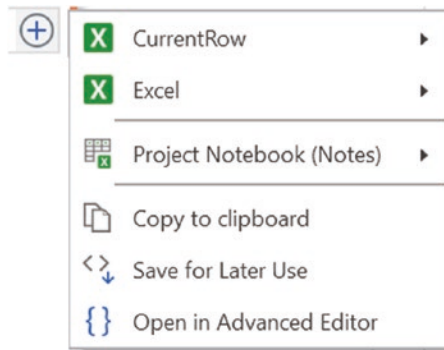 CurrentRow
Excel
Project Notebook (Notes)
Copy to clipboard
Save for Later Use
Open in Advanced Editor